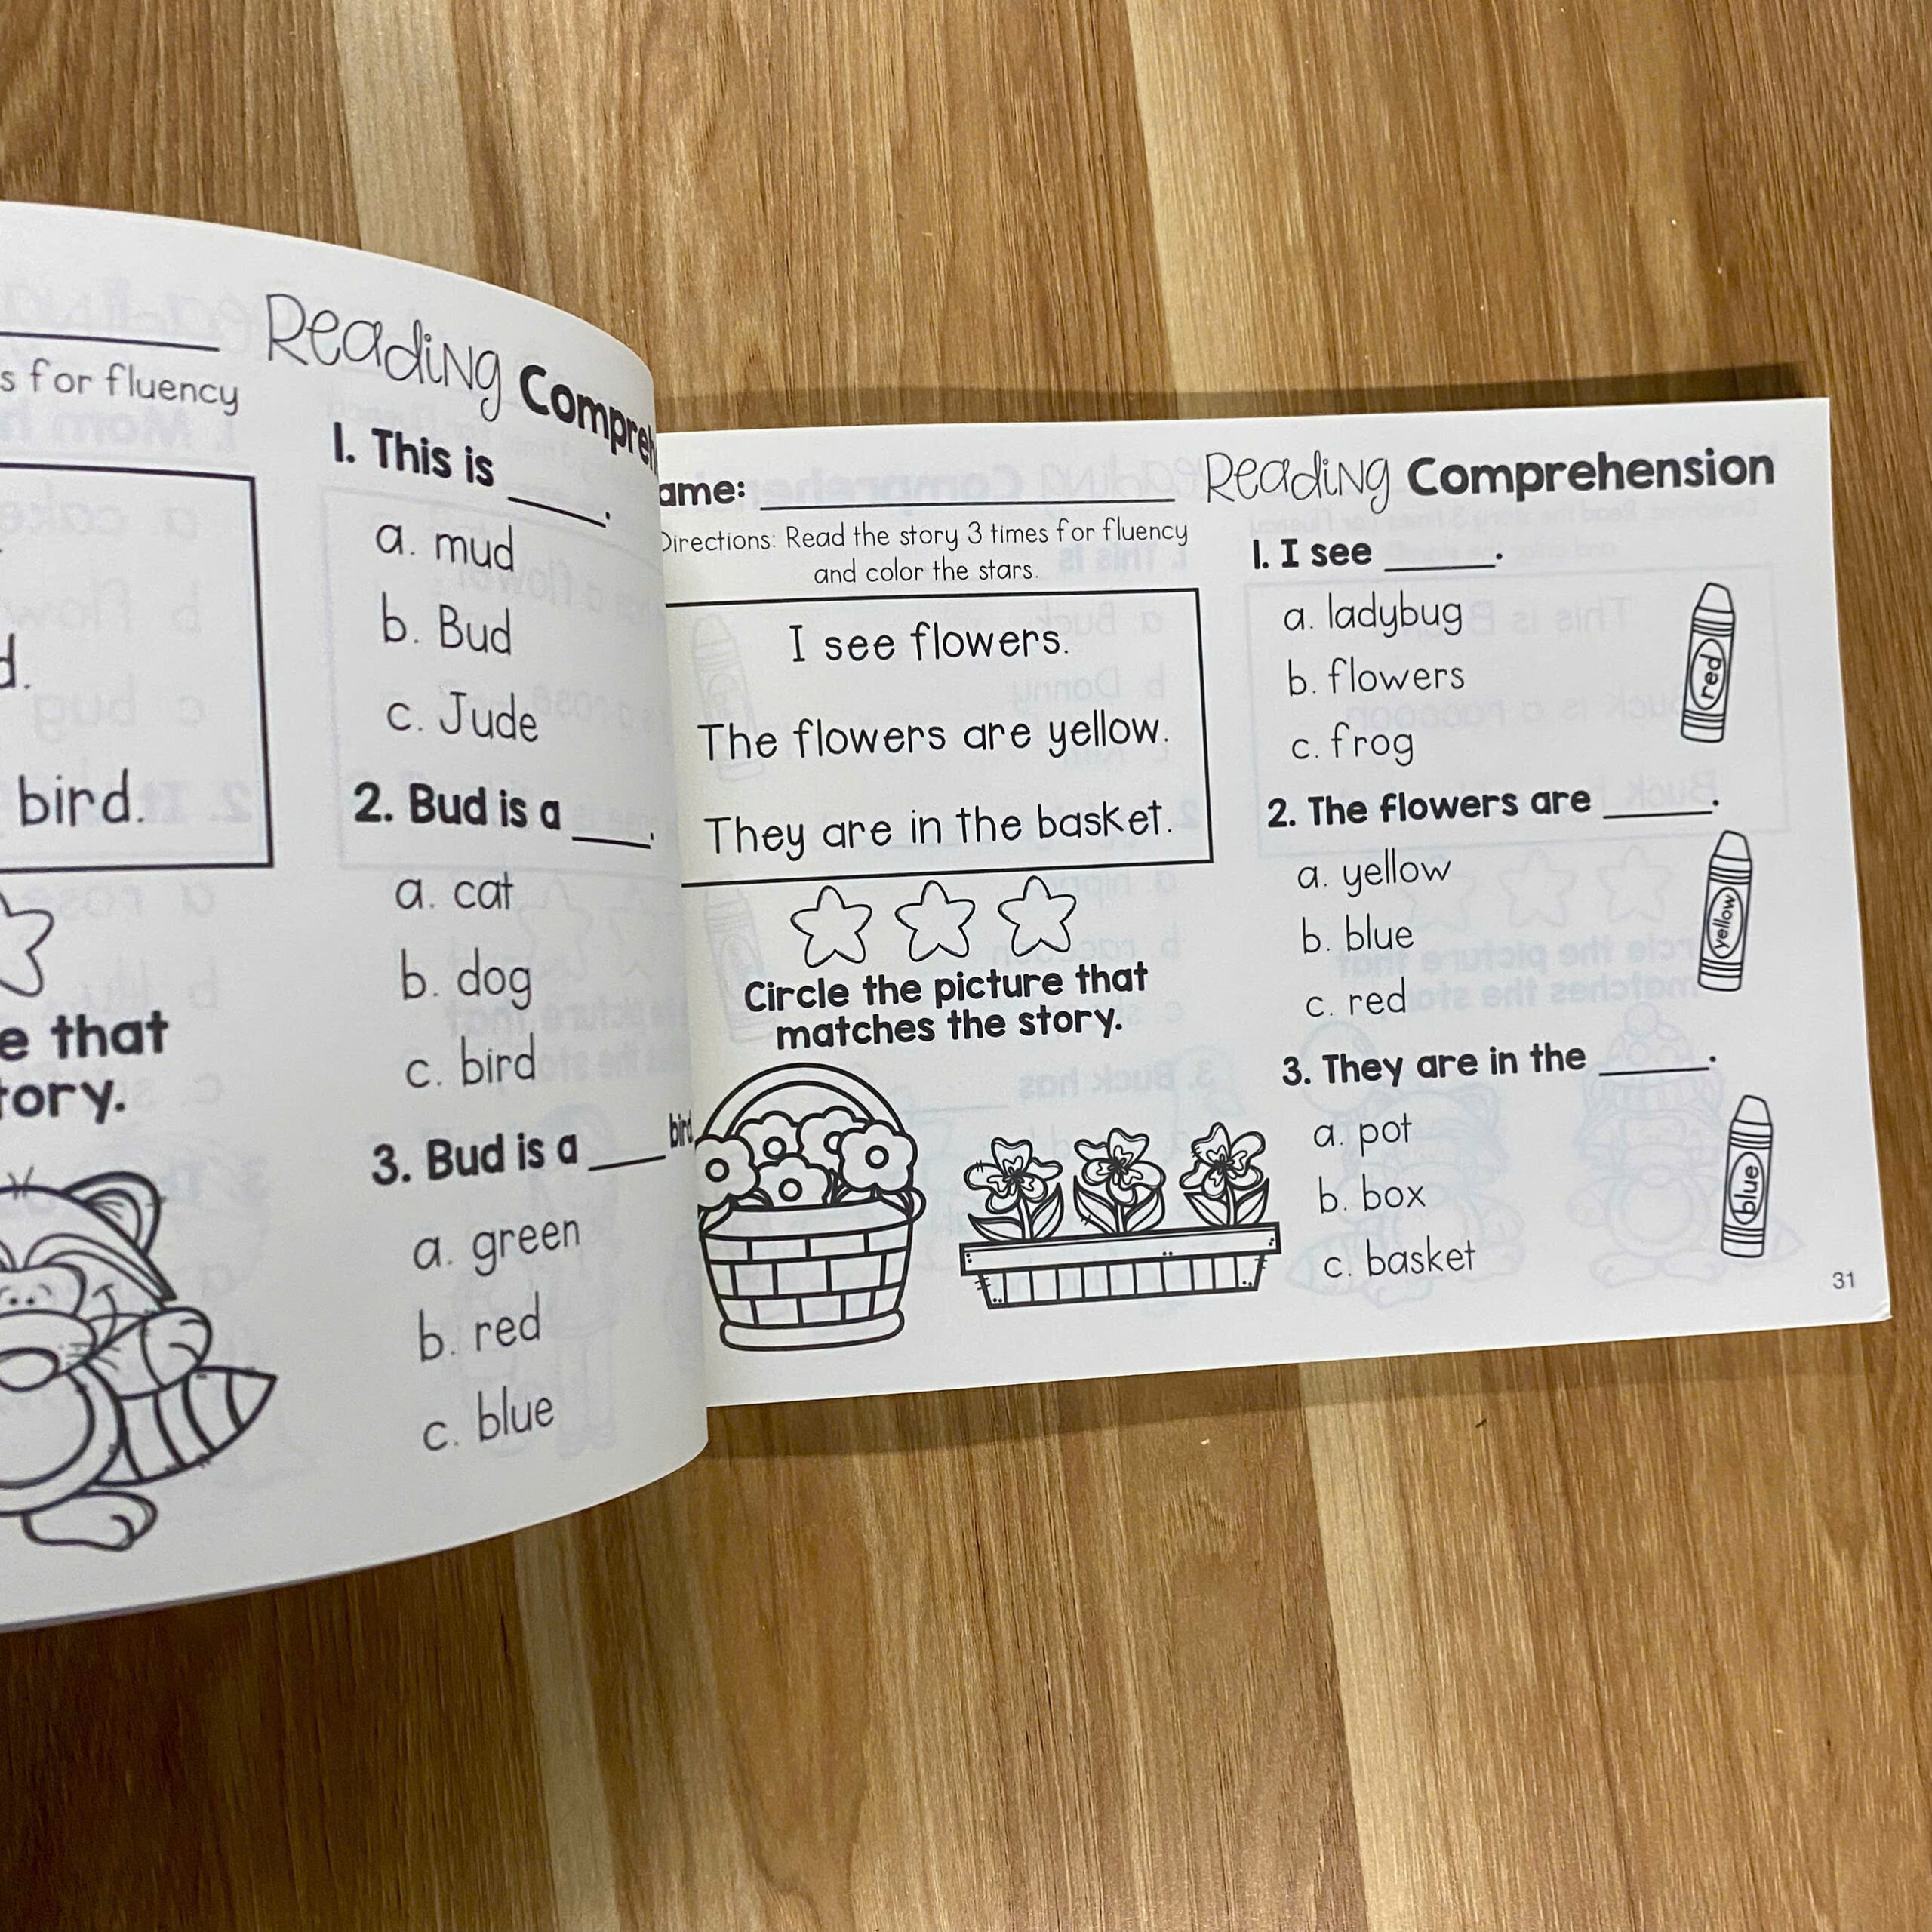 s for fluency
d.
bird.
e that
tory.
Reading Compreh
1. This is ____.
a. mud
b. Bud
c. Jude
2. Bud is a ____.
a. cat
b. dog
c. bird
3. Bud is a ____ bird
a. green
b. red
c. blue
ame: ____
Directions: Read the story 3 times for fluency
and color the stars.
I see flowers.
The flowers are yellow.
They are in the basket.
Circle the picture that
matches the story.
Reading Comprehension
1. I see ____.
a. ladybug
b. flowers
c. frog
red
2. The flowers are ____.
a. yellow
b. blue
c. red
yellow
3. They are in the ____.
a. pot
b. box
c. basket
blue
31